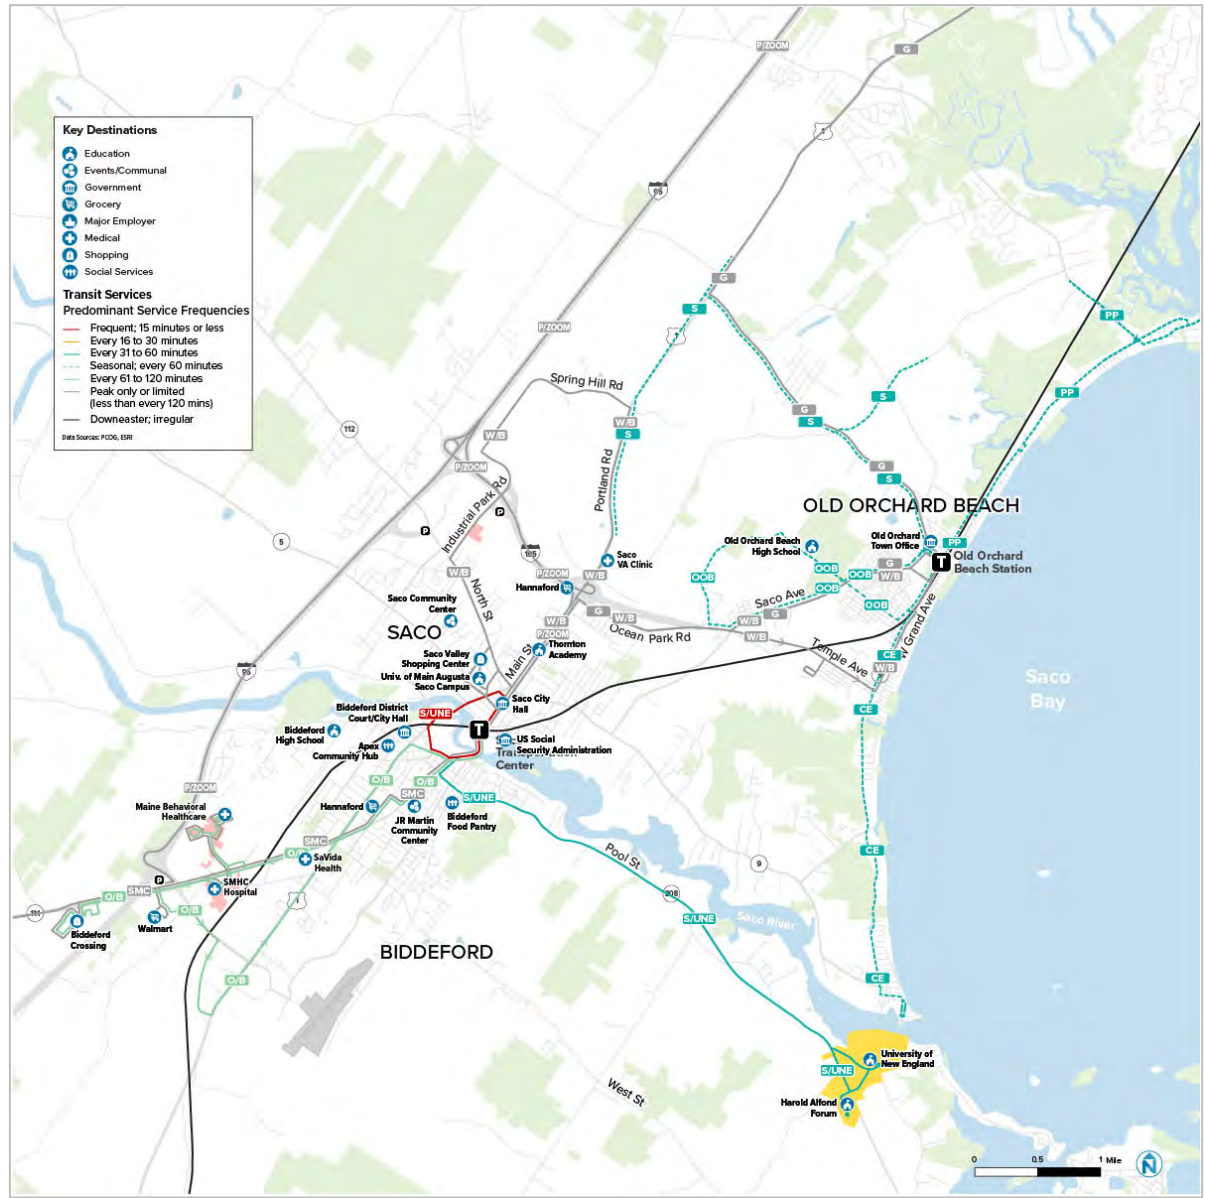 Key Destinations
Education
Events/Communal
Government
Grocery
Major Employer
Medical
Shopping
Social Services
Transit Services
Predominant Service Frequencies
Frequent; 15 minutes or less
Every 16 to 30 minutes
Every 31 to 60 minutes
Seasonal; every 60 minutes
Every 61 to 120 minutes
Peak only or limited
(less than every 120 mins)
Downeaster; irregular
Data Sources: PCOG, ESRI
P/ZOOM
G
1
95
G
S
1
PP
P/ZOOM
Spring Hill Rd
PP
S
G
S
W/B
S
112
W/B
P/ZOOM
Portland Rd
G
S
Industrial Park Rd
P
P
5
195
OLD ORCHARD BEACH
Old Orchard Beach
High School
Old Orchard
Town Office
PP
T
Old Orchard
Beach Station
Saco
VA Clinic
W/B
P/ZOOM
W/B
Hannaford
OOB
OOB
OOB
OOB
OOB
G
W/B
Saco Ave
North St
Saco Community
Center
SACO
G
W/B
W/B
P/ZOOM
Ocean Park Rd
W/B
G
W/B
Temple Ave
W Grand Ave
CE
W/B
Main St
Thornton
Academy
Saco Valley
Shopping Center
Univ. of Main Augusta
Saco Campus
95
Saco City
Hall
Saco
Bay
CE
Biddeford District
Court/City Hall
S/UNE
T
Biddeford
High School
Apex
Community Hub
US Social
Security Administration
Center
O/B
O/B
P/ZOOM
SMC
S/UNE
Maine Behavioral
Healthcare
Hannaford
JR Martin
Community
Center
Biddeford
Food Pantry
SMC
O/B
SaVida
Health
Pool St
CE
9
P
SMC
SMHC
Hospital
O/B
O/B
1
208
111
Biddeford
Crossing
Walmart
S/UNE
Saco River
BIDDEFORD
O/B
CE
University of
New England
S/UNE
Harold Alfond
Forum
West St
0
0.5
1 Mile
N